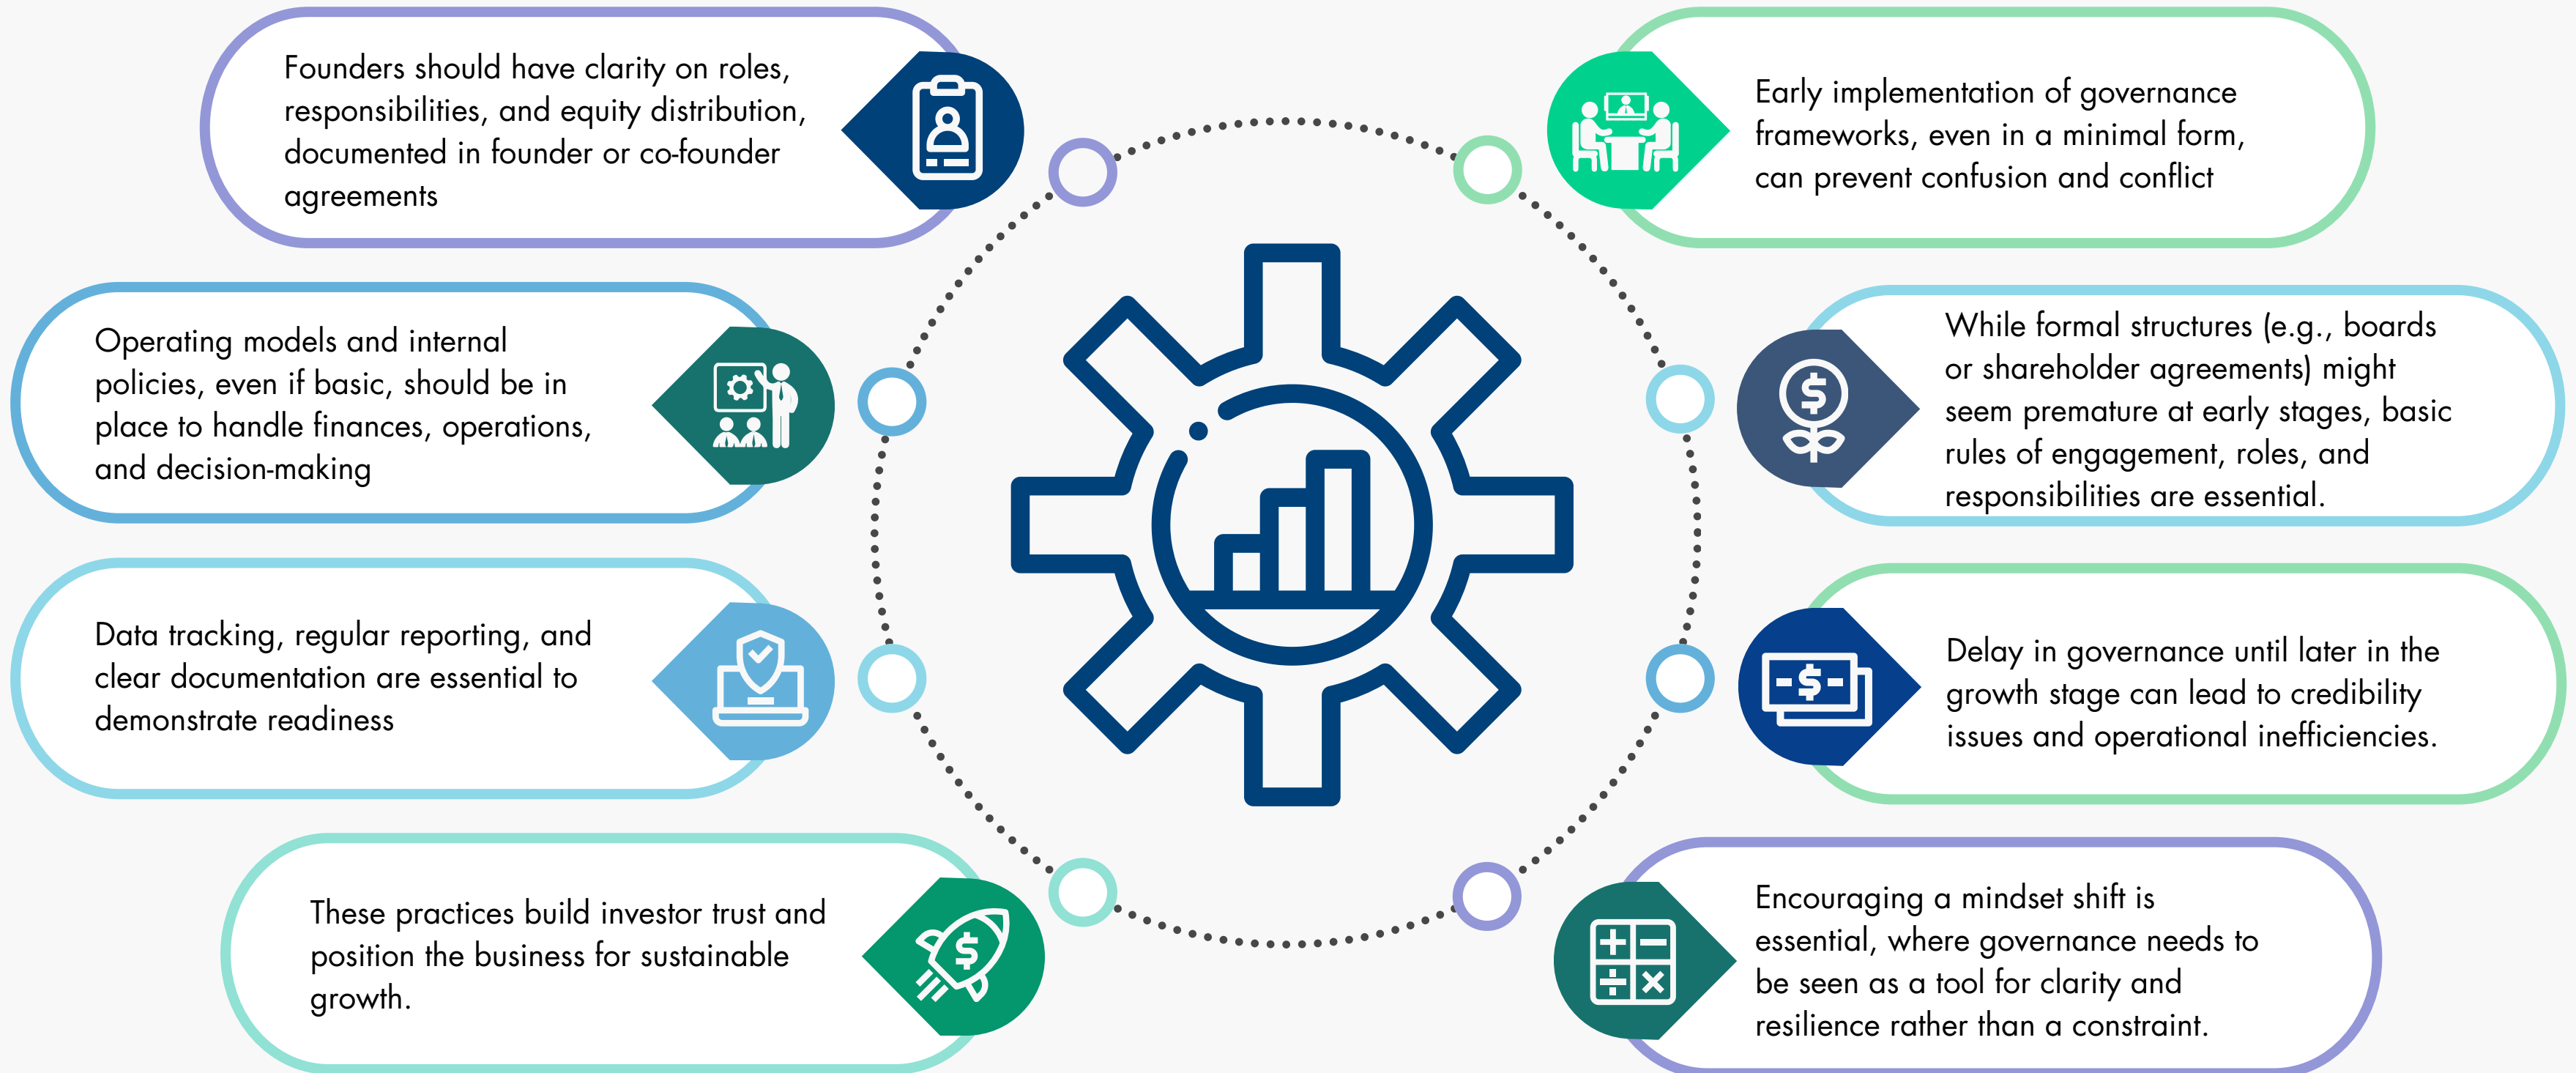 Founders should have clarity on roles,
responsibilities, and equity distribution,
documented in founder or co-founder
agreements
Operating models and internal
policies, even if basic, should be in
place to handle finances, operations,
and decision-making
Data tracking, regular reporting, and
clear documentation are essential to
demonstrate readiness
These practices build investor trust and
position the business for sustainable
growth.
Early implementation of governance
frameworks, even in a minimal form,
can prevent confusion and conflict
While formal structures (e.g., boards
or shareholder agreements) might
seem premature at early stages, basic
rules of engagement, roles, and
responsibilities are essential.
Delay in governance until later in the
growth stage can lead to credibility
issues and operational inefficiencies.
Encouraging a mindset shift is
essential, where governance needs to
be seen as a tool for clarity and
resilience rather than a constraint.